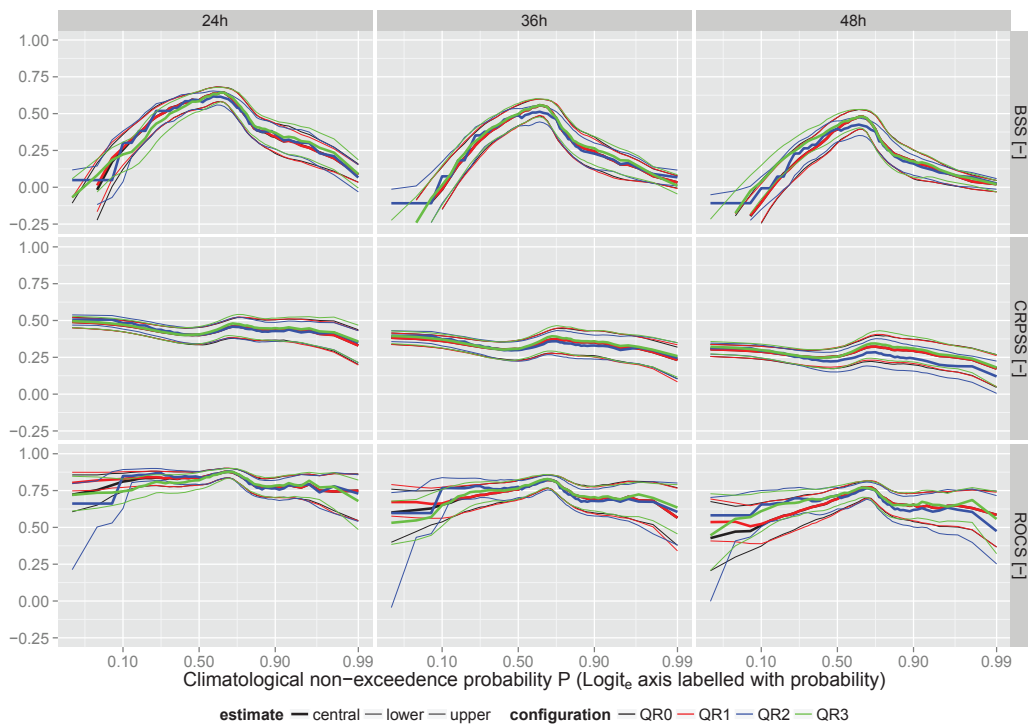 24h 36h 48h
1.00
0.75
0.50
0.25
0.00
−0.25
BSS [−]
1.00
0.75
0.50
0.25
0.00
−0.25
CRPSS [−]
1.00
0.75
0.50
0.25
0.00
−0.25
ROCS [−]
0.10 0.50 0.90 0.99 0.10 0.50 0.90 0.99 0.10 0.50 0.90 0.99
Climatological non−exceedence probability P (Logitₑ axis labelled with probability)
estimate central lower upper configuration QR0 QR1 QR2 QR3